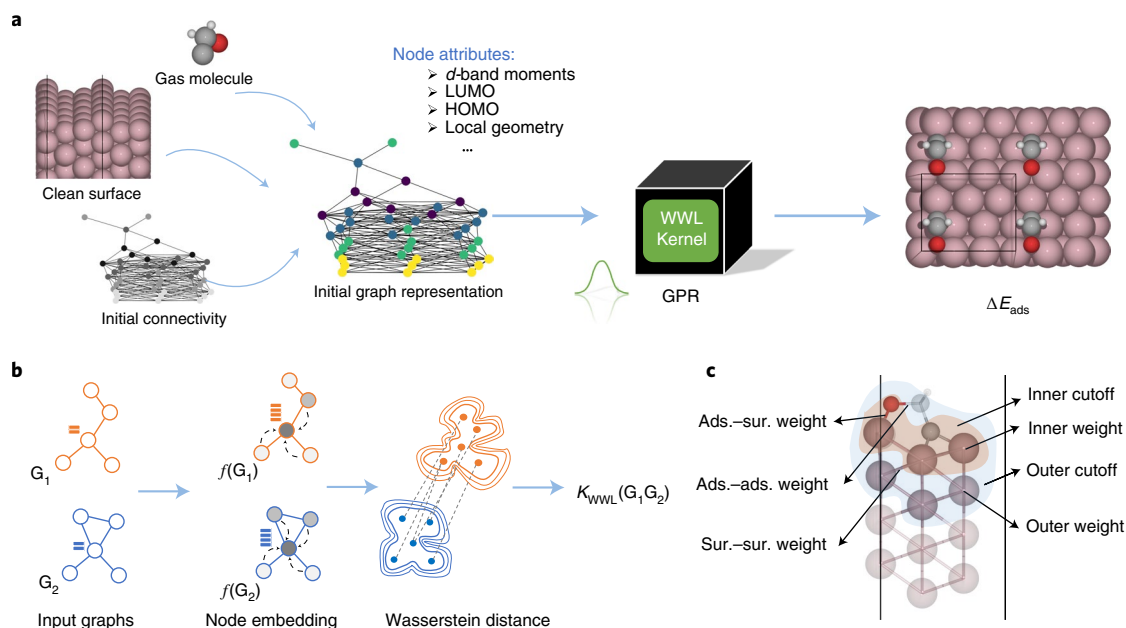 a
Gas molecule
Clean surface
Initial connectivity
Node attributes:
➢ d-band moments
➢ LUMO
➢ HOMO
➢ Local geometry
...
Initial graph representation
WWL
Kernel
GPR
ΔE_ads
b
G₁
G₂
Input graphs
f(G₁)
f(G₂)
Node embedding
Wasserstein distance
K_WWL(G₁G₂)
c
Ads.–sur. weight
Ads.–ads. weight
Sur.–sur. weight
Inner cutoff
Inner weight
Outer cutoff
Outer weight